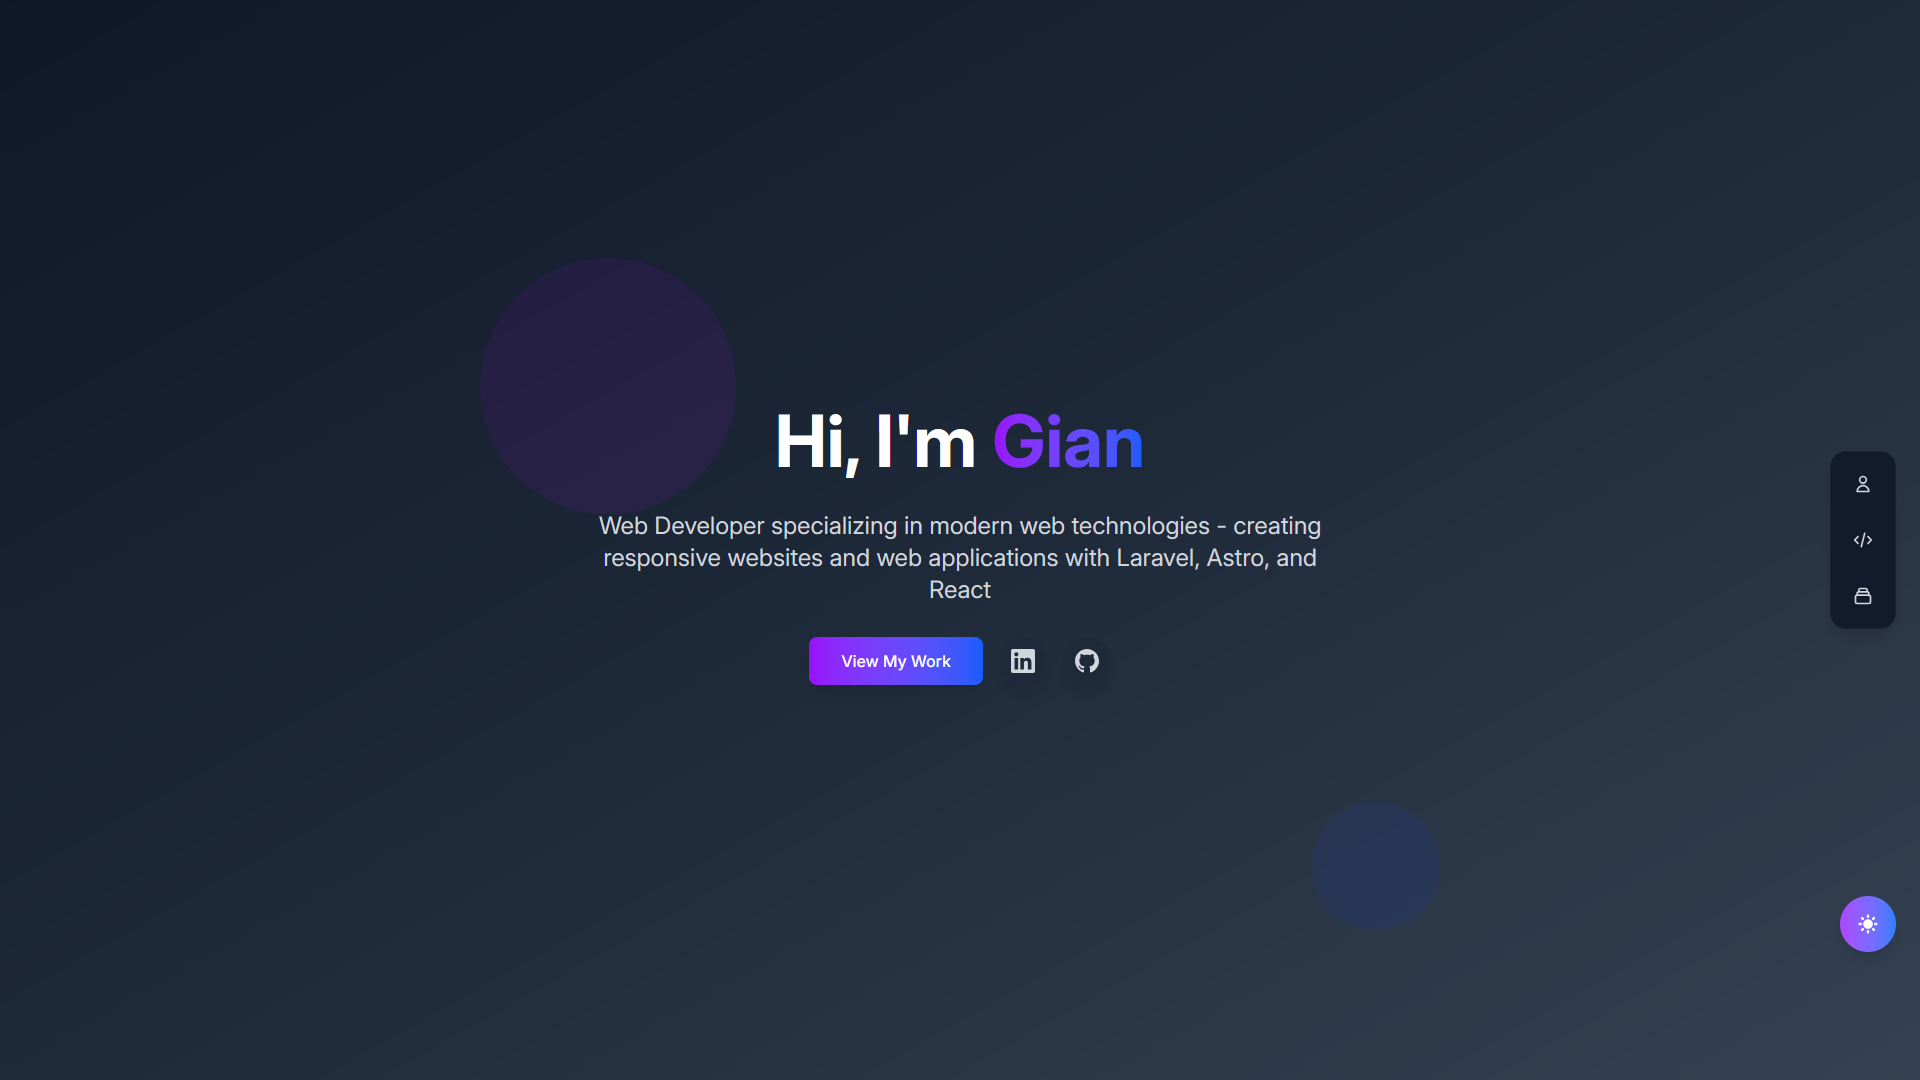 Hi, I'm Gian
Web Developer specializing in modern web technologies - creating
responsive websites and web applications with Laravel, Astro, and
React
View My Work